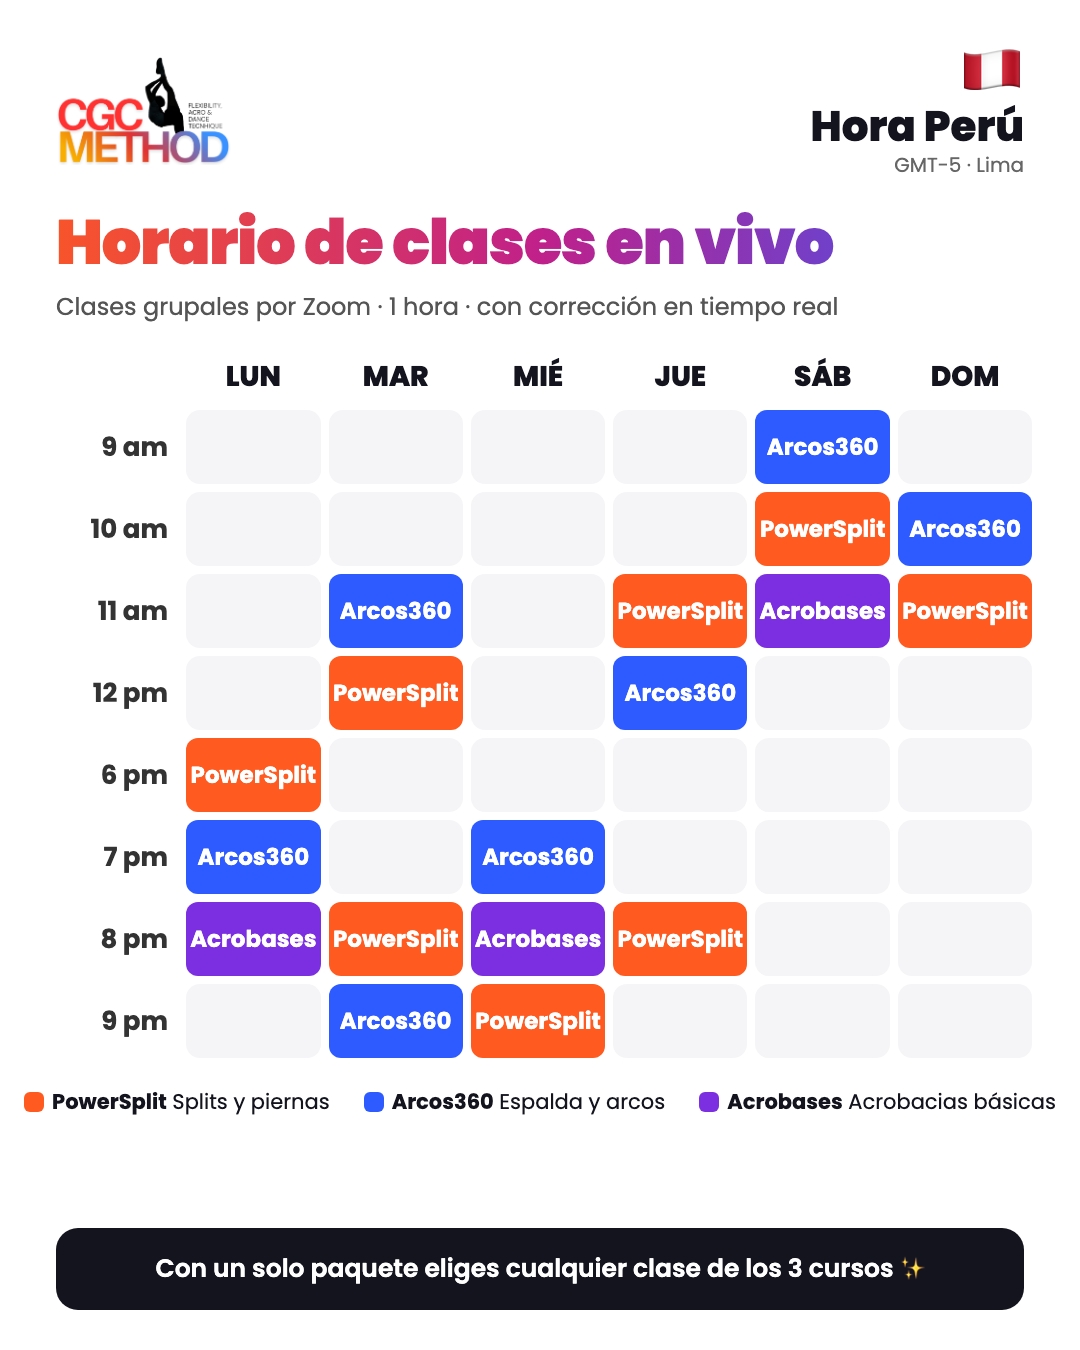 CGC
METHOD
FLEXIBILITY,
ACRO &
DANCE
TECNHIQUE
Hora Perú
GMT-5 · Lima
Horario de clases en vivo
Clases grupales por Zoom · 1 hora · con corrección en tiempo real
LUN MAR MIÉ JUE SÁB DOM
9 am Arcos360
10 am PowerSplit Arcos360
11 am Arcos360 PowerSplit Acrobases PowerSplit
12 pm PowerSplit Arcos360
6 pm PowerSplit
7 pm Arcos360 Arcos360
8 pm Acrobases PowerSplit Acrobases PowerSplit
9 pm Arcos360 PowerSplit
PowerSplit Splits y piernas Arcos360 Espalda y arcos Acrobases Acrobacias básicas
Con un solo paquete eliges cualquier clase de los 3 cursos ✨